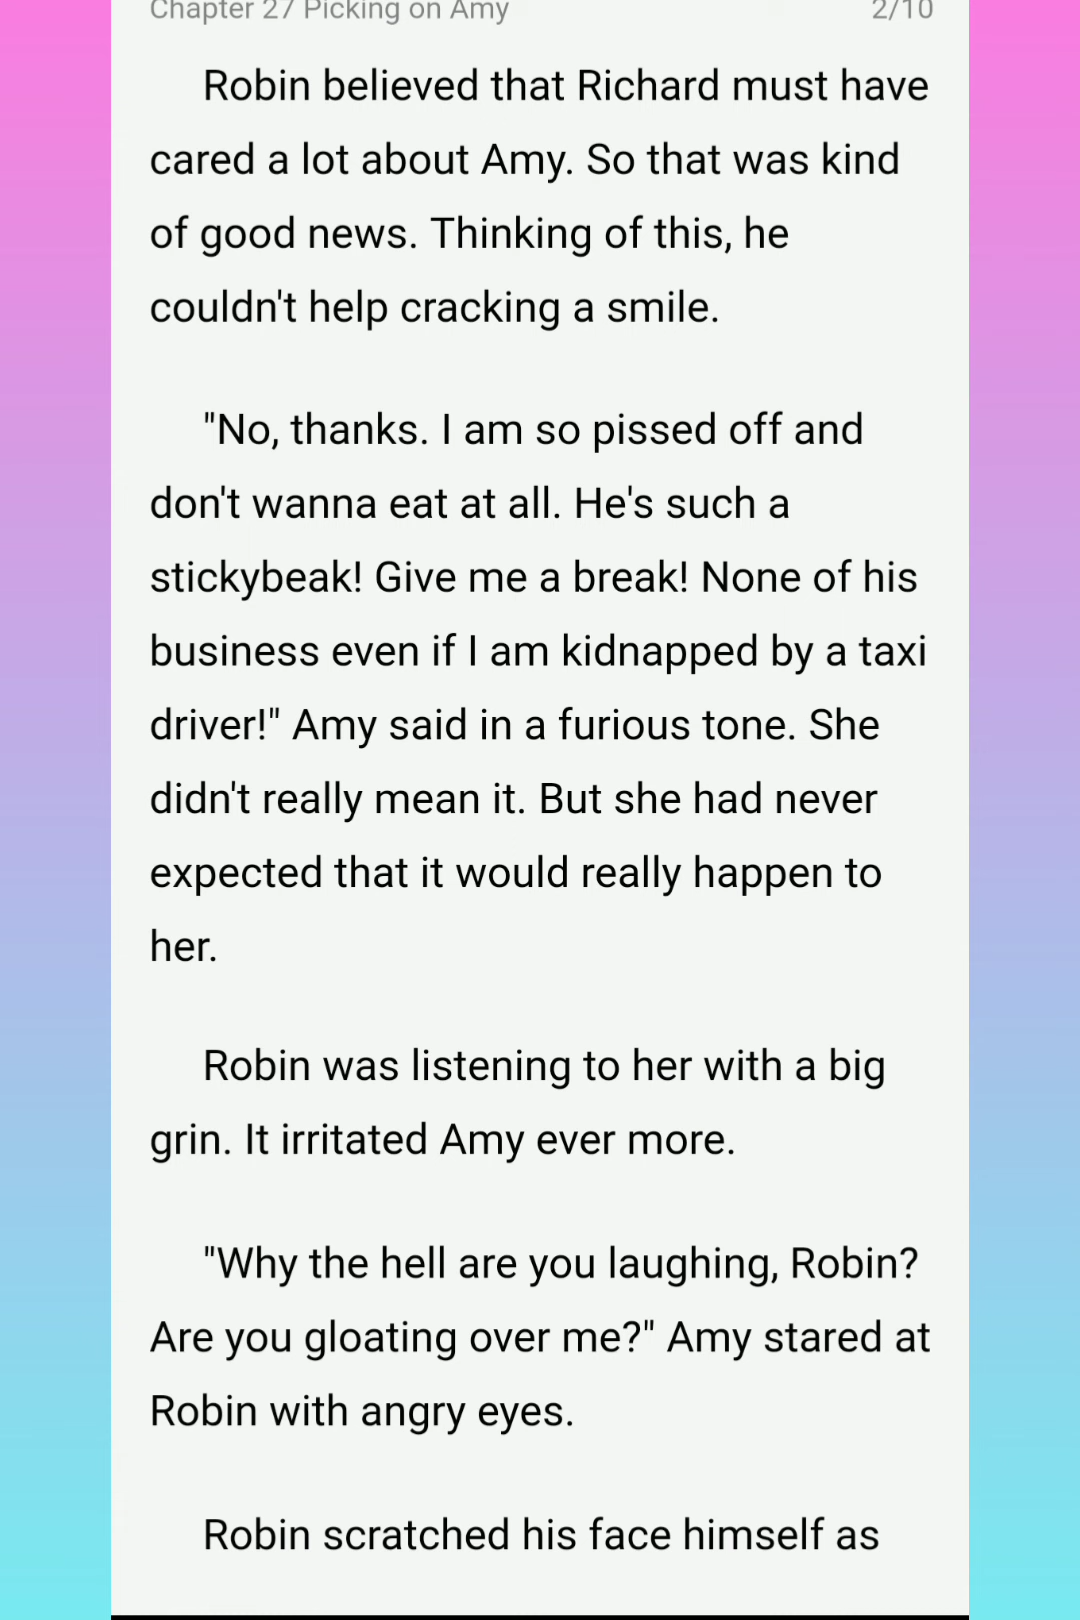 Chapter 27 Picking on Amy 2/10
Robin believed that Richard must have
cared a lot about Amy. So that was kind
of good news. Thinking of this, he
couldn't help cracking a smile.
"No, thanks. I am so pissed off and
don't wanna eat at all. He's such a
stickybeak! Give me a break! None of his
business even if I am kidnapped by a taxi
driver!" Amy said in a furious tone. She
didn't really mean it. But she had never
expected that it would really happen to
her.
Robin was listening to her with a big
grin. It irritated Amy ever more.
"Why the hell are you laughing, Robin?
Are you gloating over me?" Amy stared at
Robin with angry eyes.
Robin scratched his face himself as